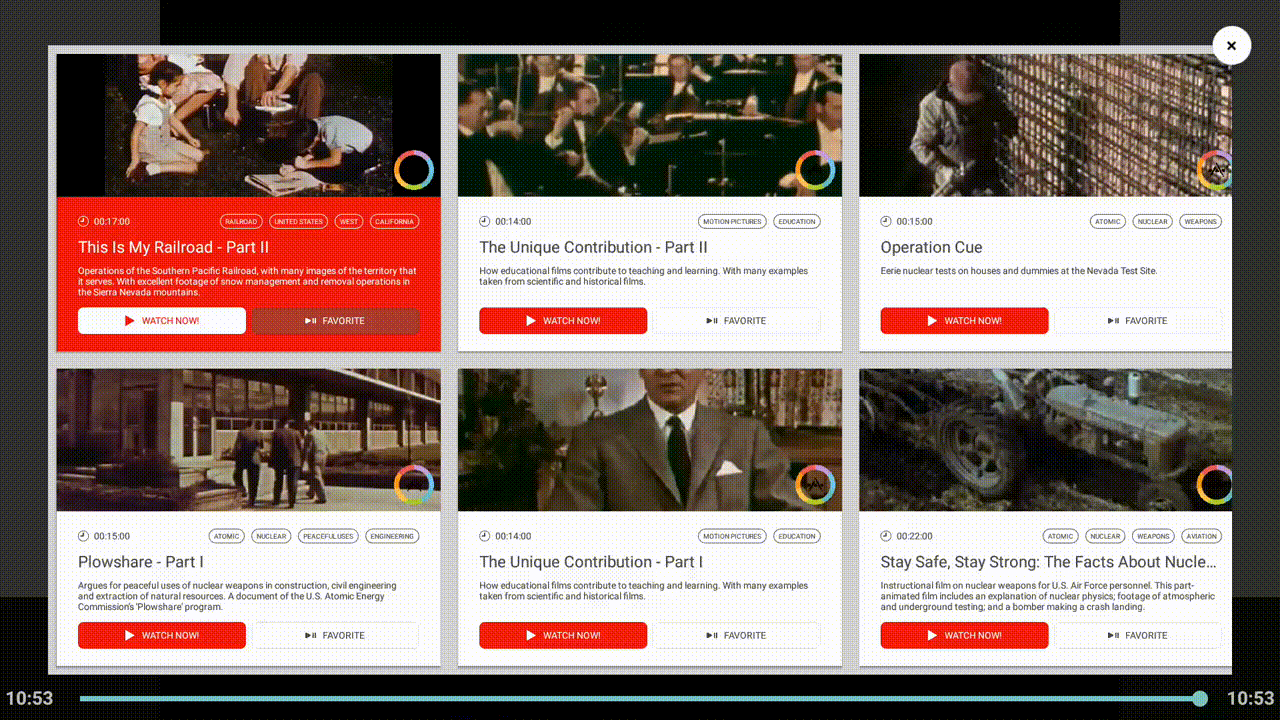 00:17:00 RAILROAD UNITED STATES WEST CALIFORNIA
This Is My Railroad - Part II
Operations of the Southern Pacific Railroad, with many images of the territory that
it serves. With excellent footage of snow management and removal operations in
the Sierra Nevada mountains.
WATCH NOW! FAVORITE
00:14:00 MOTION PICTURES EDUCATION
The Unique Contribution - Part II
How educational films contribute to teaching and learning. With many examples
taken from scientific and historical films.
WATCH NOW! FAVORITE
00:15:00 ATOMIC NUCLEAR WEAPONS
Operation Cue
Eerie nuclear tests on houses and dummies at the Nevada Test Site.
WATCH NOW! FAVORITE
00:15:00 ATOMIC NUCLEAR PEACEFUL USES ENGINEERING
Plowshare - Part I
Argues for peaceful uses of nuclear weapons in construction, civil engineering
and extraction of natural resources. A document of the U.S. Atomic Energy
Commission's 'Plowshare' program.
WATCH NOW! FAVORITE
00:14:00 MOTION PICTURES EDUCATION
The Unique Contribution - Part I
How educational films contribute to teaching and learning. With many examples
taken from scientific and historical films.
WATCH NOW! FAVORITE
00:22:00 ATOMIC NUCLEAR WEAPONS AVIATION
Stay Safe, Stay Strong: The Facts About Nucle...
Instructional film on nuclear weapons for U.S. Air Force personnel. This part-
animated film includes an explanation of nuclear physics; footage of atmospheric
and underground testing; and a bomber making a crash landing.
WATCH NOW! FAVORITE
10:53 10:53